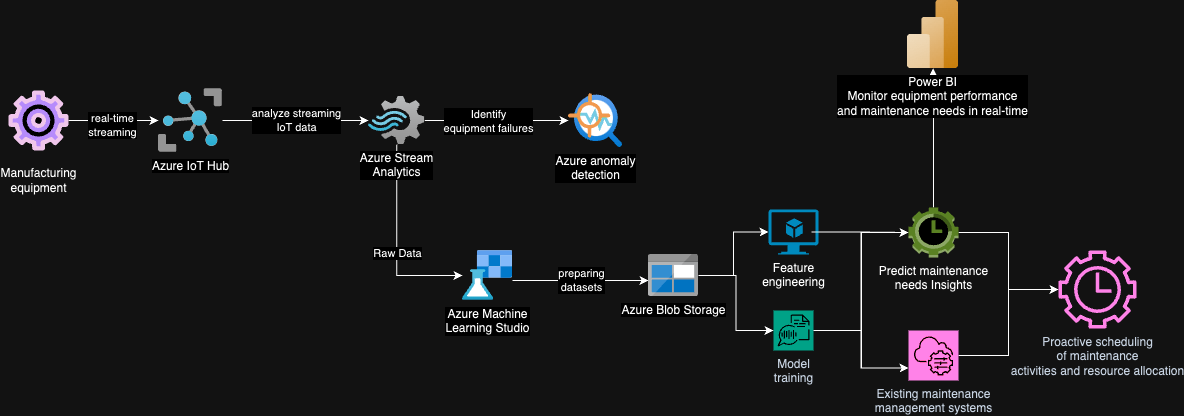 Power BI
Monitor equipment performance
and maintenance needs in real-time
real-time
streaming
analyze streaming
IoT data
Identify
equipment failures
Manufacturing
equipment
Azure IoT Hub
Azure Stream
Analytics
Azure anomaly
detection
Raw Data
preparing
datasets
Azure Machine
Learning Studio
Azure Blob Storage
Feature
engineering
Predict maintenance
needs Insights
Model
training
Existing maintenance
management systems
Proactive scheduling
of maintenance
activities and resource allocation